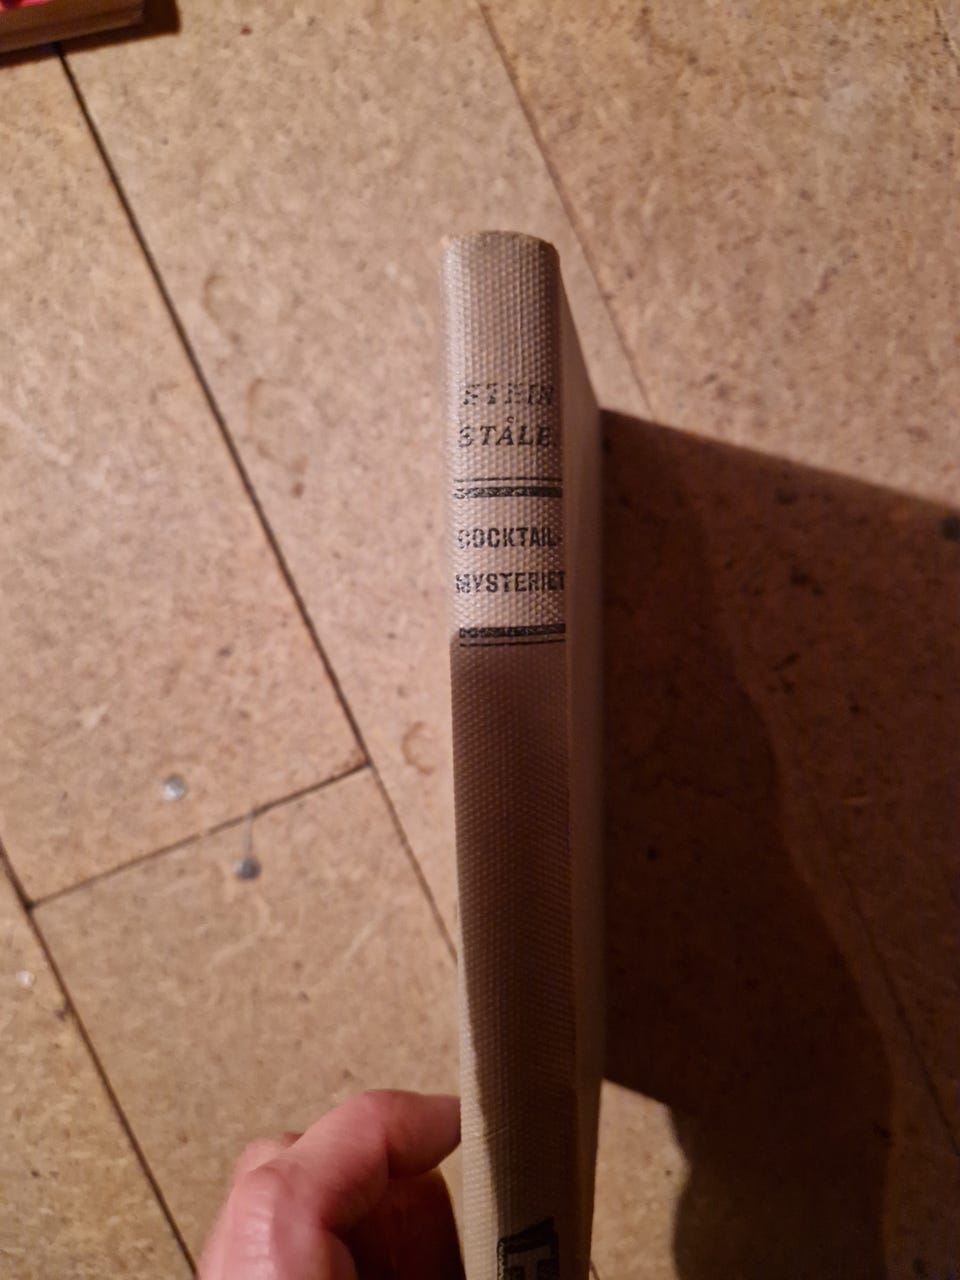 STEIN
STÅLE
COCKTAIL-
MYSTERIET